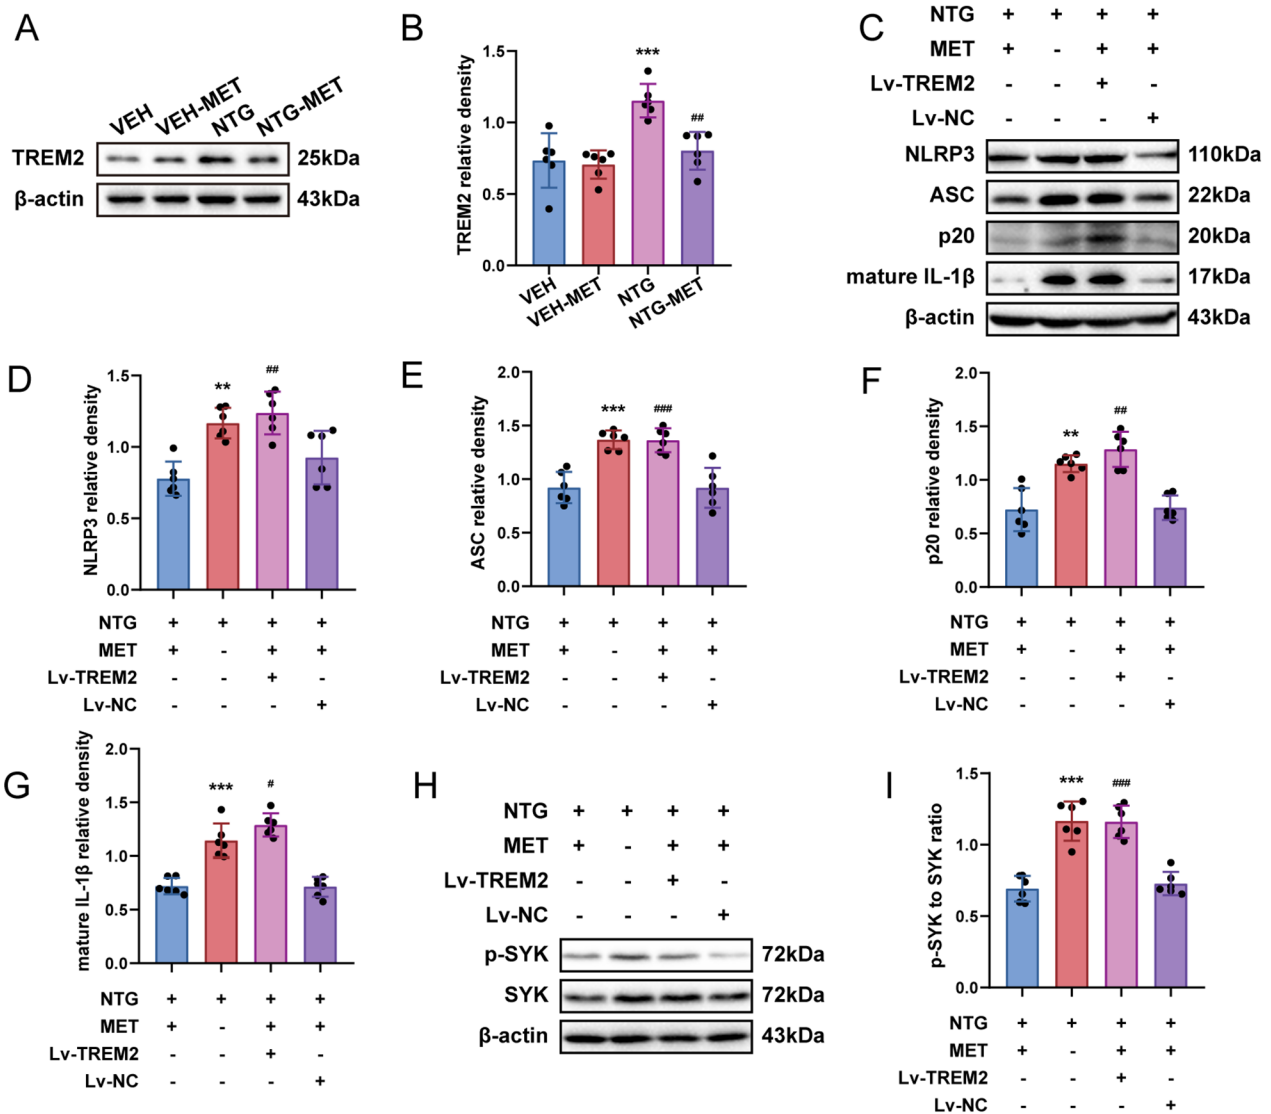 A
VEH
VEH-MET
NTG
NTG-MET
TREM2
25kDa
β-actin
43kDa
B
TREM2 relative density
1.5
1.0
0.5
0.0
***
##
VEH
VEH-MET
NTG
NTG-MET
C
NTG + + + +
MET + - + +
Lv-TREM2 - - + -
Lv-NC - - - +
NLRP3 110kDa
ASC 22kDa
p20 20kDa
mature IL-1β 17kDa
β-actin 43kDa
D
NLRP3 relative density
1.5
1.0
0.5
0.0
**
##
NTG + + + +
MET + - + +
Lv-TREM2 - - + -
Lv-NC - - - +
E
ASC relative density
2.0
1.5
1.0
0.5
0.0
***
###
NTG + + + +
MET + - + +
Lv-TREM2 - - + -
Lv-NC - - - +
F
p20 relative density
2.0
1.5
1.0
0.5
0.0
**
##
NTG + + + +
MET + - + +
Lv-TREM2 - - + -
Lv-NC - - - +
G
mature IL-1β relative density
2.0
1.5
1.0
0.5
0.0
***
#
NTG + + + +
MET + - + +
Lv-TREM2 - - + -
Lv-NC - - - +
H
NTG + + + +
MET + - + +
Lv-TREM2 - - + -
Lv-NC - - - +
p-SYK 72kDa
SYK 72kDa
β-actin 43kDa
I
p-SYK to SYK ratio
1.5
1.0
0.5
0.0
***
###
NTG + + + +
MET + - + +
Lv-TREM2 - - + -
Lv-NC - - - +